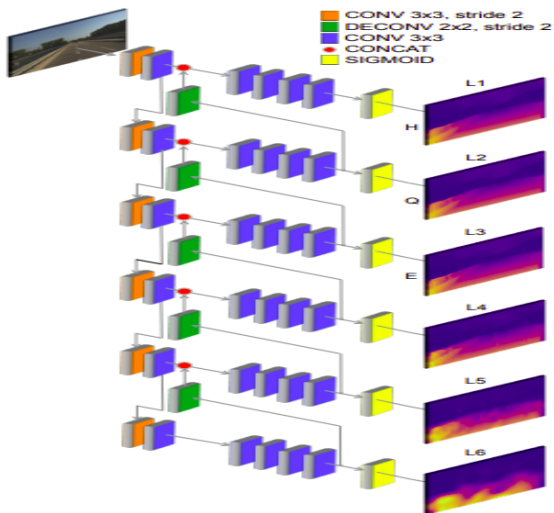 CONV 3x3, stride 2
DECONV 2x2, stride 2
CONV 3x3
CONCAT
SIGMOID
L1
H
L2
Q
L3
E
L4
L5
L6